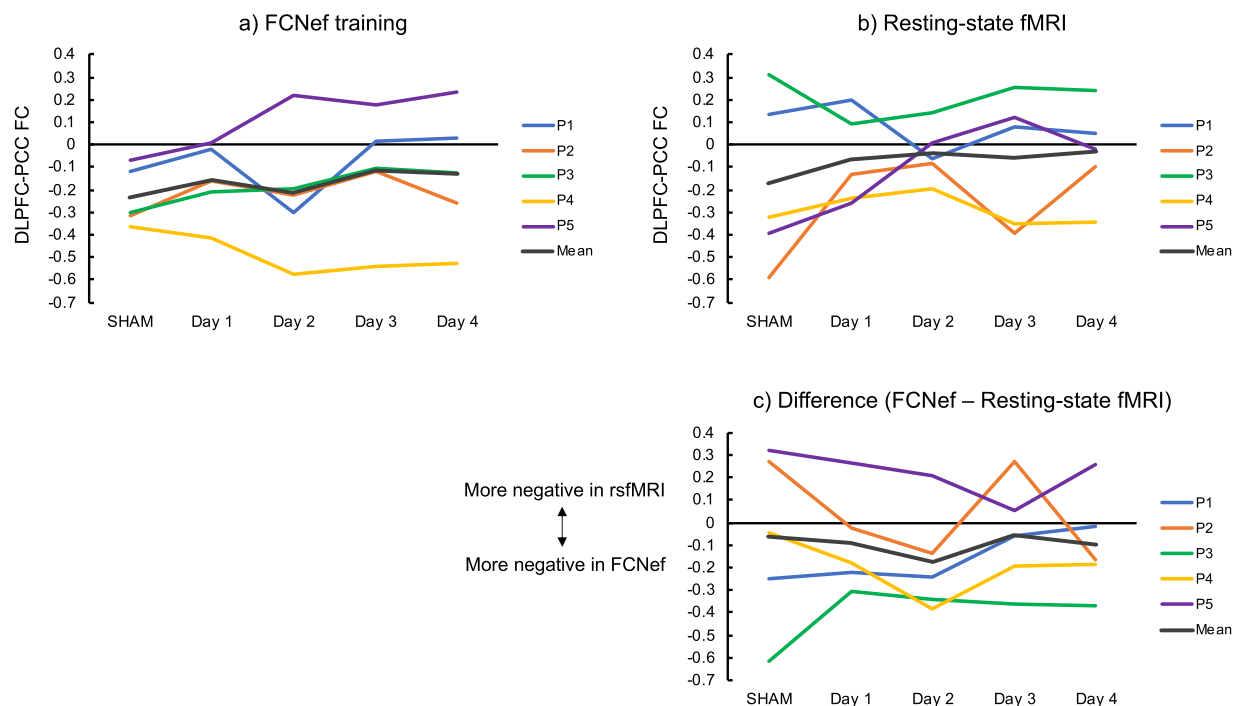 a) FCNef training
DLPFC-PCC FC
0.4
0.3
0.2
0.1
0
-0.1
-0.2
-0.3
-0.4
-0.5
-0.6
-0.7
SHAM Day 1 Day 2 Day 3 Day 4
P1
P2
P3
P4
P5
Mean
b) Resting-state fMRI
DLPFC-PCC FC
0.4
0.3
0.2
0.1
0
-0.1
-0.2
-0.3
-0.4
-0.5
-0.6
-0.7
SHAM Day 1 Day 2 Day 3 Day 4
P1
P2
P3
P4
P5
Mean
c) Difference (FCNef – Resting-state fMRI)
More negative in rsfMRI
More negative in FCNef
0.4
0.3
0.2
0.1
0
-0.1
-0.2
-0.3
-0.4
-0.5
-0.6
-0.7
SHAM Day 1 Day 2 Day 3 Day 4
P1
P2
P3
P4
P5
Mean